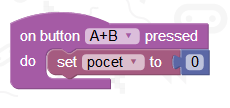 on button A+B pressed
do set pocet to 0